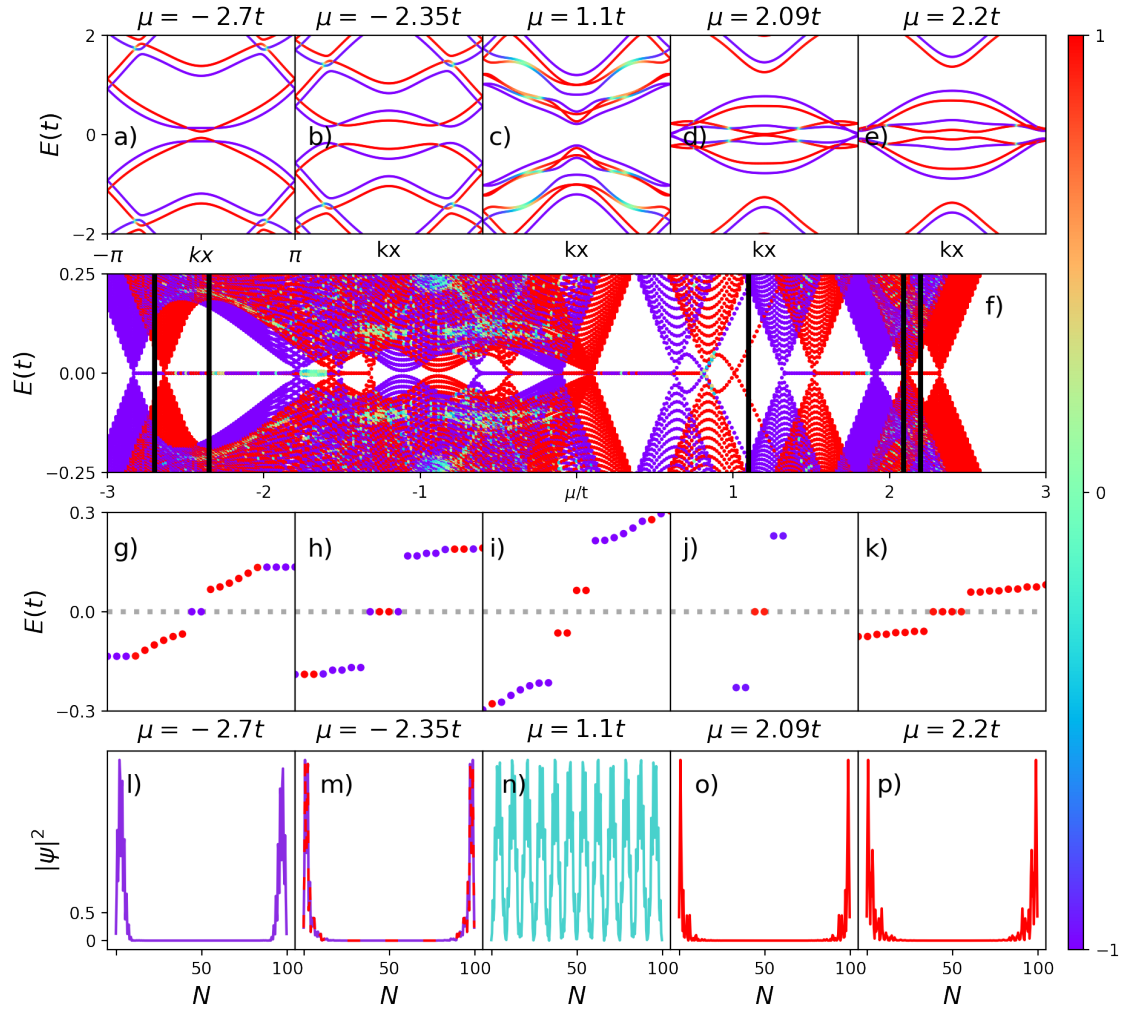 μ = −2.7t μ = −2.35t μ = 1.1t μ = 2.09t μ = 2.2t
2
0
−2
E(t)
a) b) c) d) e)
−π kx π kx kx kx kx
0.25
0.00
−0.25
E(t)
f)
-3 -2 -1 μ/t 1 2 3
0.3
0.0
−0.3
E(t)
g) h) i) j) k)
μ = −2.7t μ = −2.35t μ = 1.1t μ = 2.09t μ = 2.2t
|ψ|²
0.5
0
l) m) n) o) p)
50 100 50 100 50 100 50 100 50 100
N N N N N
1
0
−1